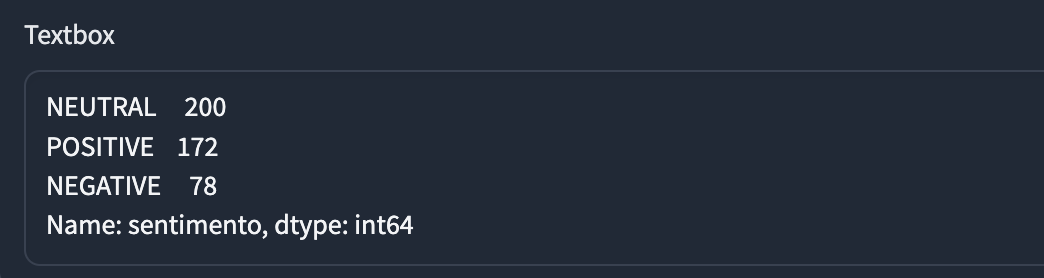 Textbox
NEUTRAL 200
POSITIVE 172
NEGATIVE 78
Name: sentimento, dtype: int64